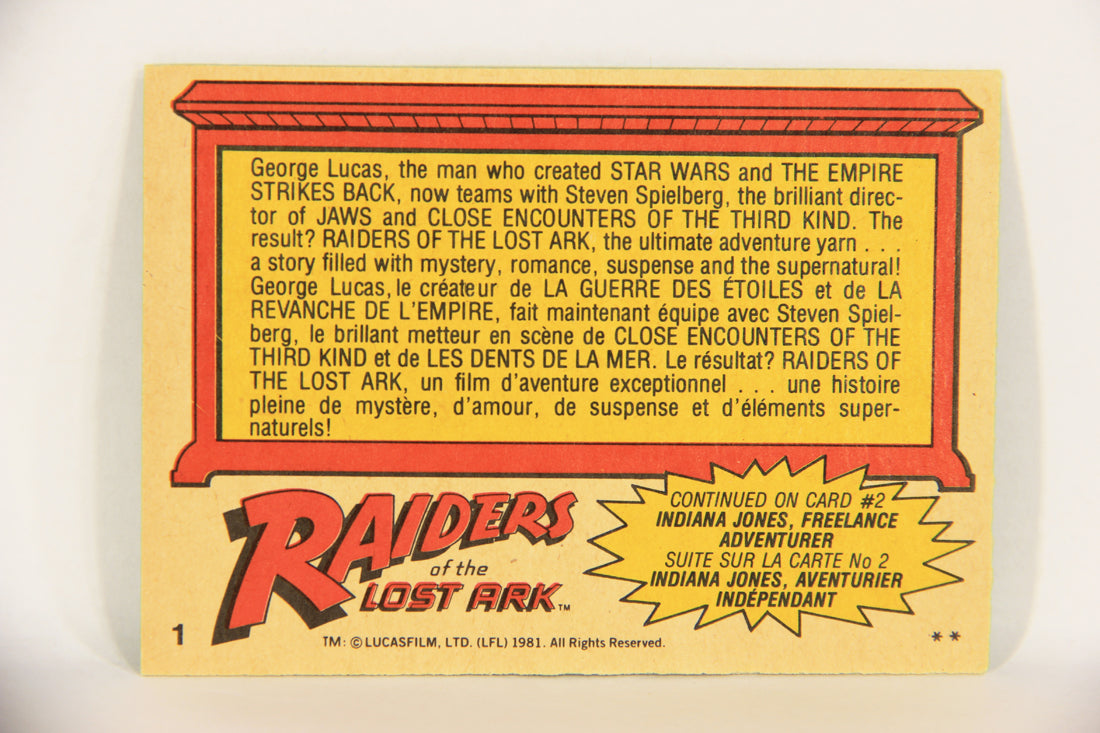 George Lucas, the man who created STAR WARS and THE EMPIRE
STRIKES BACK, now teams with Steven Spielberg, the brilliant direc-
tor of JAWS and CLOSE ENCOUNTERS OF THE THIRD KIND. The
result? RAIDERS OF THE LOST ARK, the ultimate adventure yarn . . .
a story filled with mystery, romance, suspense and the supernatural!
George Lucas, le créateur de LA GUERRE DES ÉTOILES et de LA
REVANCHE DE L'EMPIRE, fait maintenant équipe avec Steven Spiel-
berg, le brillant metteur en scène de CLOSE ENCOUNTERS OF THE
THIRD KIND et de LES DENTS DE LA MER. Le résultat? RAIDERS OF
THE LOST ARK, un film d'aventure exceptionnel . . . une histoire
pleine de mystère, d'amour, de suspense et d'éléments super-
naturels!
RAIDERS
of the
LOST ARK™
CONTINUED ON CARD #2
INDIANA JONES, FREELANCE
ADVENTURER
SUITE SUR LA CARTE No 2
INDIANA JONES, AVENTURIER
INDÉPENDANT
1
TM: © LUCASFILM, LTD. (LFL) 1981. All Rights Reserved.
**